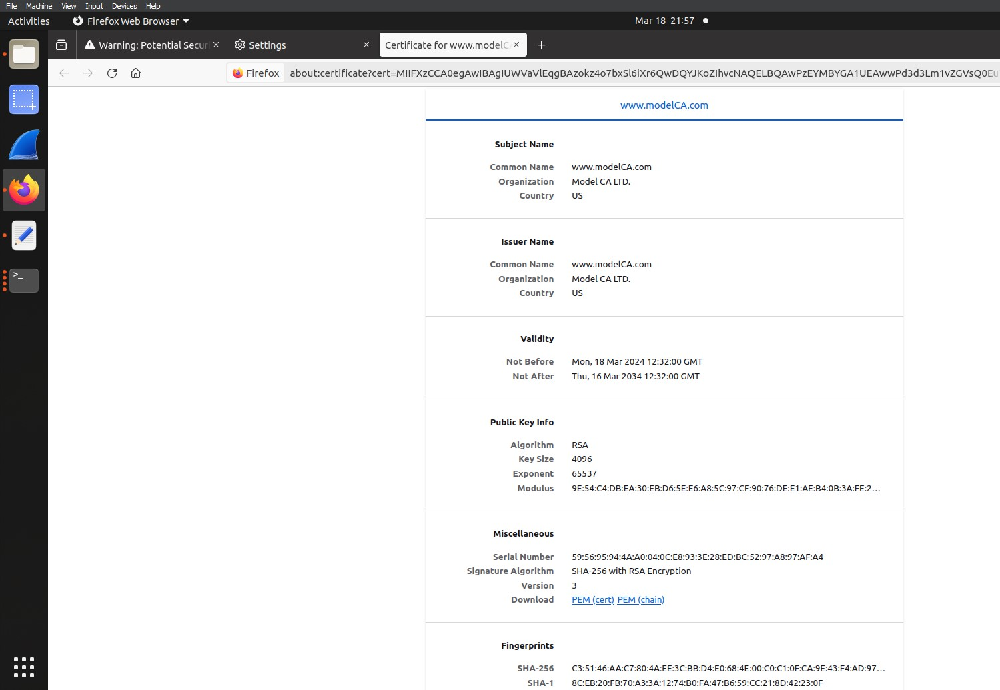 File Machine View Input Devices Help
Activities Firefox Web Browser Mar 18 21:57
Warning: Potential Secur Settings Certificate for www.modelCA
Firefox about:certificate?cert=MIIFXzCCA0egAwIBAgIUWVaVlEqgBAzokz4o7bxSl6iXr6QwDQYJKoZIhvcNAQELBQAwPzEYMBYGA1UEAwwPd3d3Lm1vZGVsQ0Eu
www.modelCA.com
Subject Name
Common Name www.modelCA.com
Organization Model CA LTD.
Country US
Issuer Name
Common Name www.modelCA.com
Organization Model CA LTD.
Country US
Validity
Not Before Mon, 18 Mar 2024 12:32:00 GMT
Not After Thu, 16 Mar 2034 12:32:00 GMT
Public Key Info
Algorithm RSA
Key Size 4096
Exponent 65537
Modulus 9E:54:C4:DB:EA:30:EB:D6:5E:E6:A8:5C:97:CF:90:76:DE:E1:AE:B4:0B:3A:FE:2…
Miscellaneous
Serial Number 59:56:95:94:4A:A0:04:0C:E8:93:3E:28:ED:BC:52:97:A8:97:AF:A4
Signature Algorithm SHA-256 with RSA Encryption
Version 3
Download PEM (cert) PEM (chain)
Fingerprints
SHA-256 C3:51:46:AA:C7:80:4A:EE:3C:BB:D4:E0:68:4E:00:C0:C1:0F:CA:9E:43:F4:AD:97…
SHA-1 8C:EB:20:FB:70:A3:3A:12:74:B0:FA:47:B6:59:CC:21:8D:42:23:0F